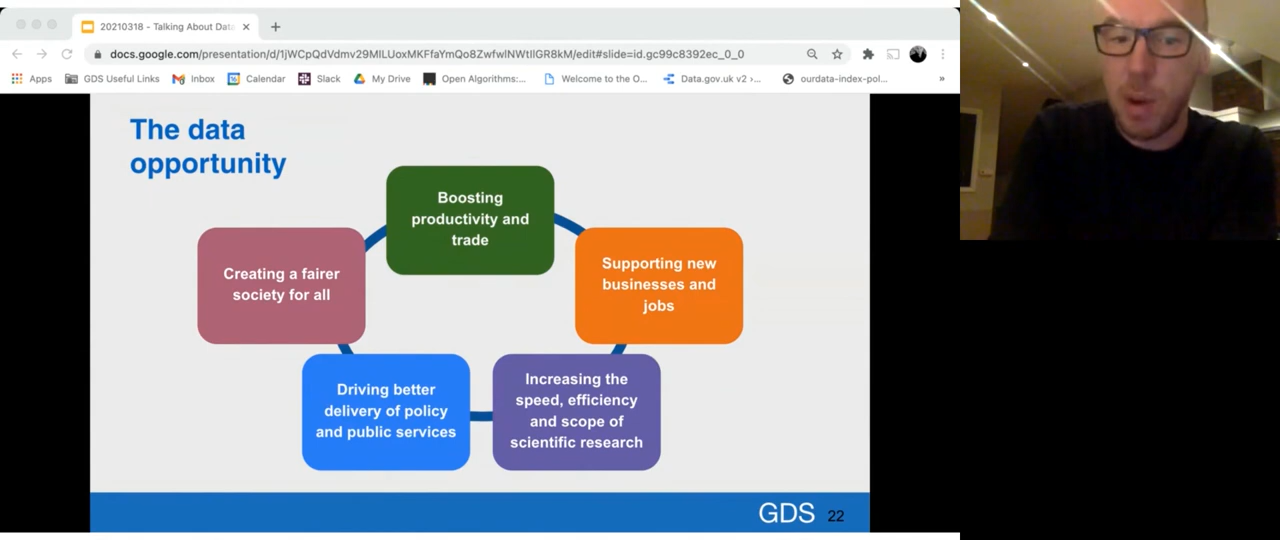 20210318 - Talking About Data
docs.google.com/presentation/d/1jWCpQdVdmv29MILUoxMKFfaYmQo8ZwfwlNWtIlGR8kM/edit#slide=id.gc99c8392ec_0_0
Apps GDS Useful Links Inbox Calendar Slack My Drive Open Algorithms:... Welcome to the O... Data.gov.uk v2 ›... ourdata-index-pol... »
The data
opportunity
Boosting
productivity and
trade
Creating a fairer
society for all
Supporting new
businesses and
jobs
Driving better
delivery of policy
and public services
Increasing the
speed, efficiency
and scope of
scientific research
GDS 22